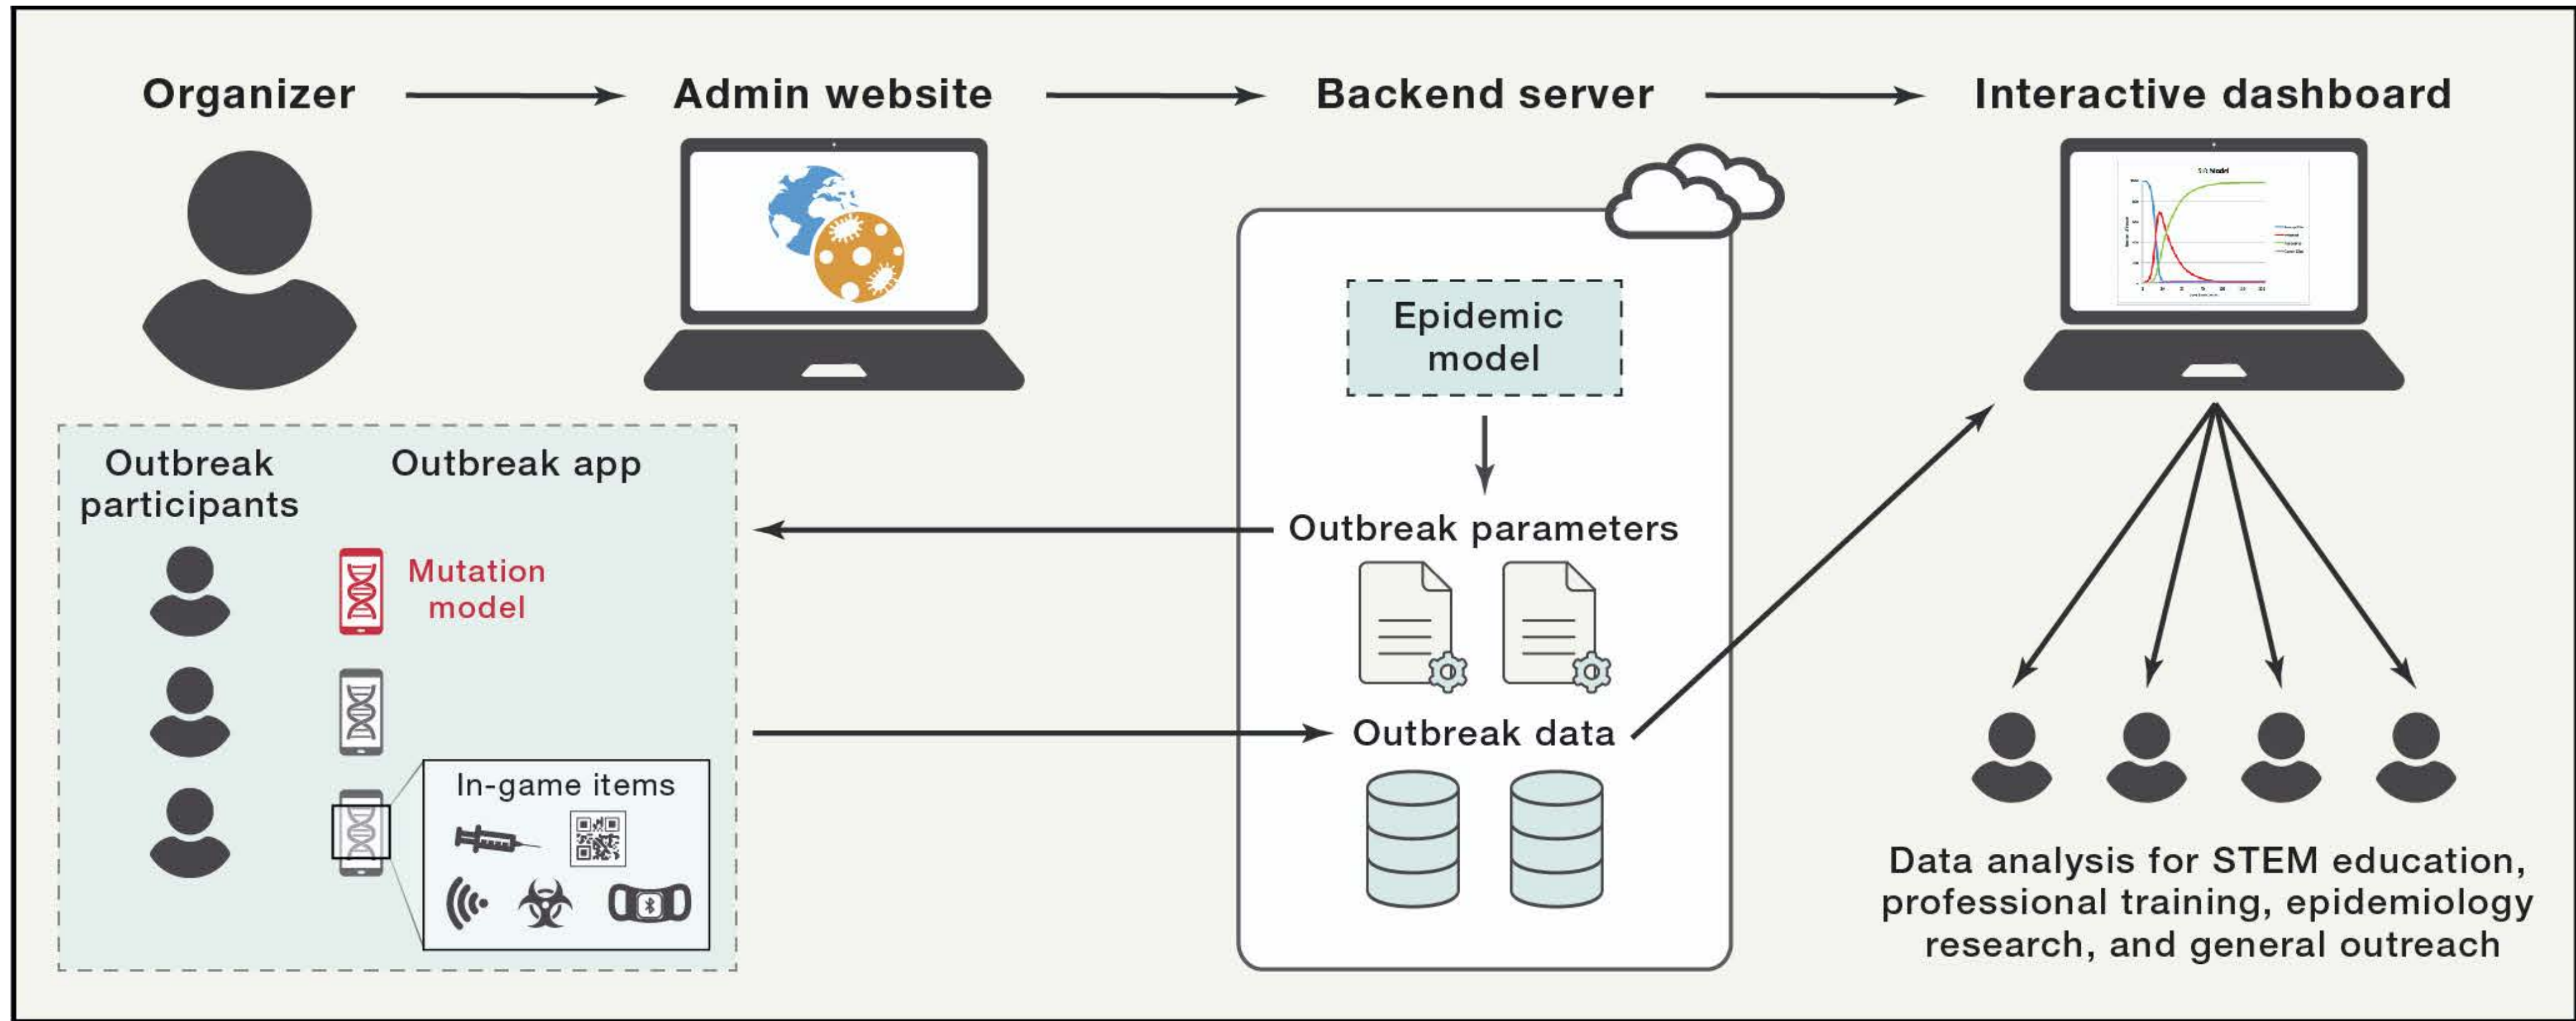 Organizer
Admin website
Backend server
Interactive dashboard
Epidemic
model
Outbreak
participants
Outbreak app
Mutation
model
In-game items
Outbreak parameters
Outbreak data
Data analysis for STEM education,
professional training, epidemiology
research, and general outreach